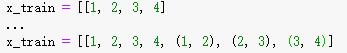 x_train = [[1, 2, 3, 4]
...
x_train = [[1, 2, 3, 4, (1, 2), (2, 3), (3, 4)]